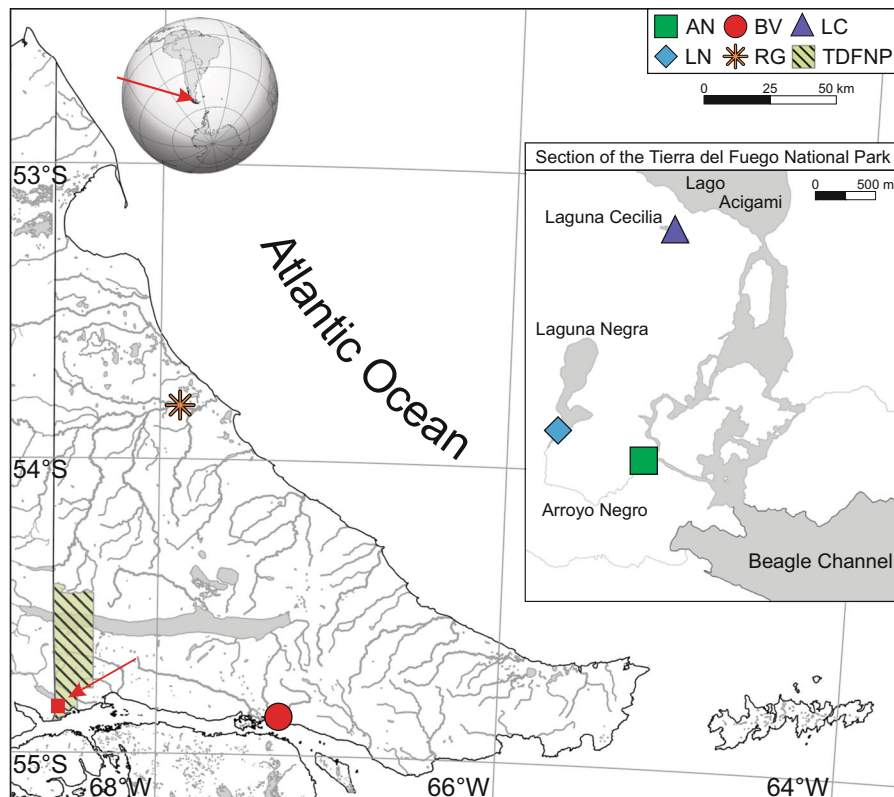 AN BV LC
LN RG TDFNP
0 25 50 km
53°S
Atlantic Ocean
54°S
55°S
68°W
66°W
64°W
Section of the Tierra del Fuego National Park
Lago
Acigami
0 500 m
Laguna Cecilia
Laguna Negra
Arroyo Negro
Beagle Channel